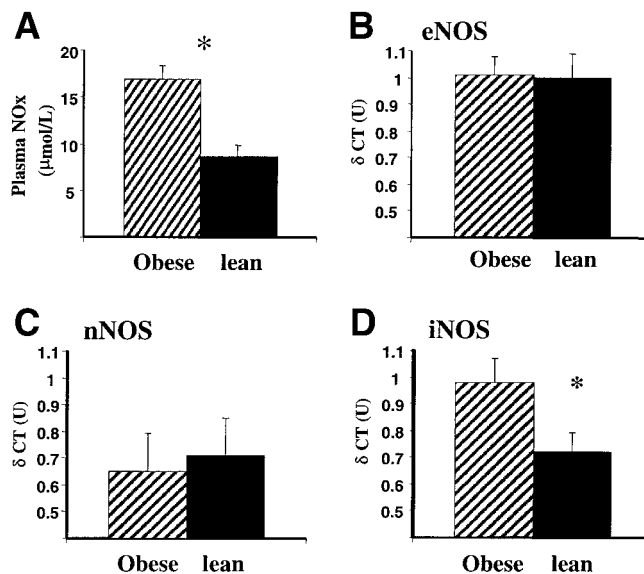 A
*
Plasma NOx
(μmol/L)
20
15
10
5
Obese lean
B
eNOS
δ CT (U)
1.1
1
0.9
0.8
0.7
0.6
0.5
Obese lean
C
nNOS
δ CT (U)
1.1
1
0.9
0.8
0.7
0.6
0.5
Obese lean
D
iNOS
*
δ CT (U)
1.1
1
0.9
0.8
0.7
0.6
0.5
Obese lean